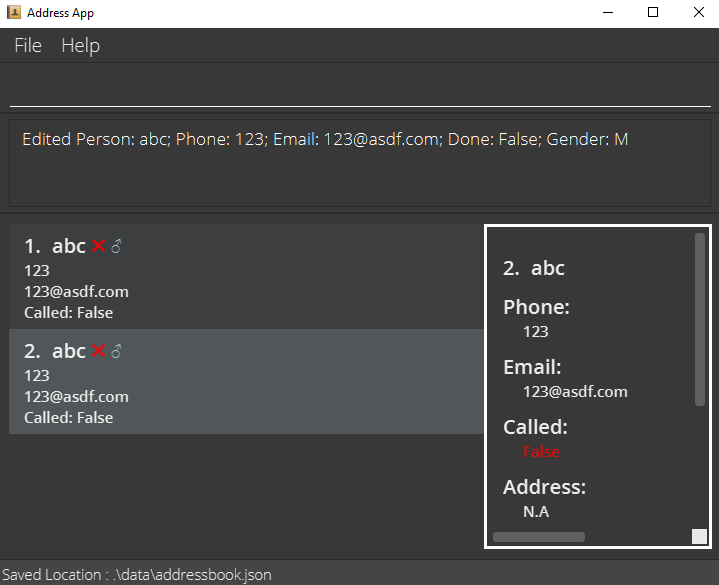 Address App
File Help
Edited Person: abc; Phone: 123; Email: 123@asdf.com; Done: False; Gender: M
1. abc ❌ ♂
123
123@asdf.com
Called: False
2. abc ❌ ♂
123
123@asdf.com
Called: False
2. abc
Phone:
123
Email:
123@asdf.com
Called:
False
Address:
N.A
Saved Location : .\data\addressbook.json